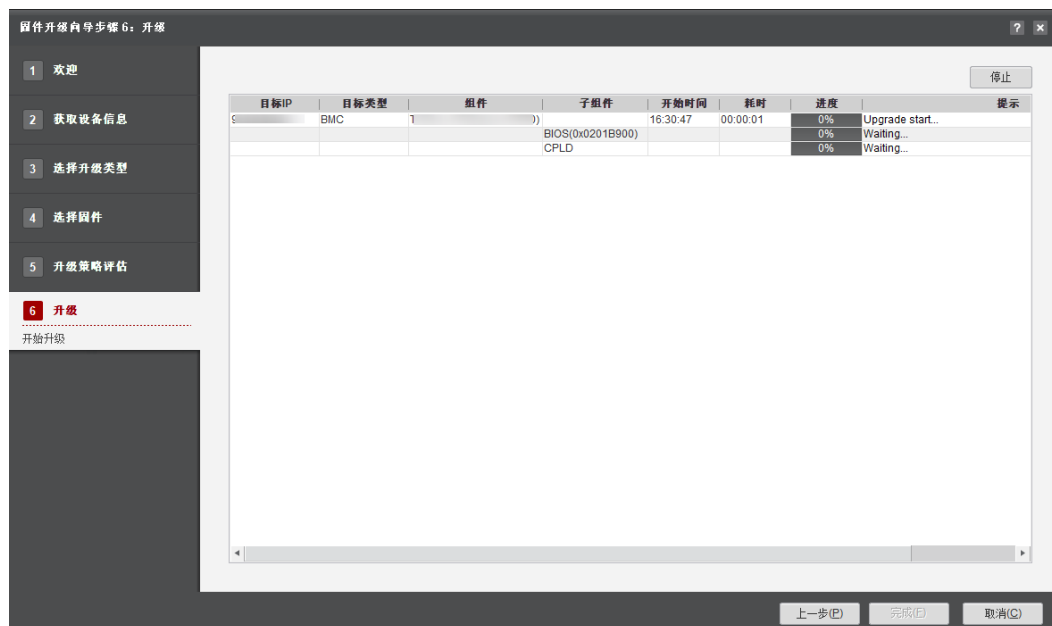 固件升级向导步骤 6：升级
? ×
1 欢迎
2 获取设备信息
3 选择升级类型
4 选择固件
5 升级策略评估
6 升级
开始升级
停止
目标IP 目标类型 组件 子组件 开始时间 耗时 进度 提示
BMC )) 16:30:47 00:00:01 0% Upgrade start...
BIOS(0x0201B900) 0% Waiting...
CPLD 0% Waiting...
上一步(P) 完成(F) 取消(C)